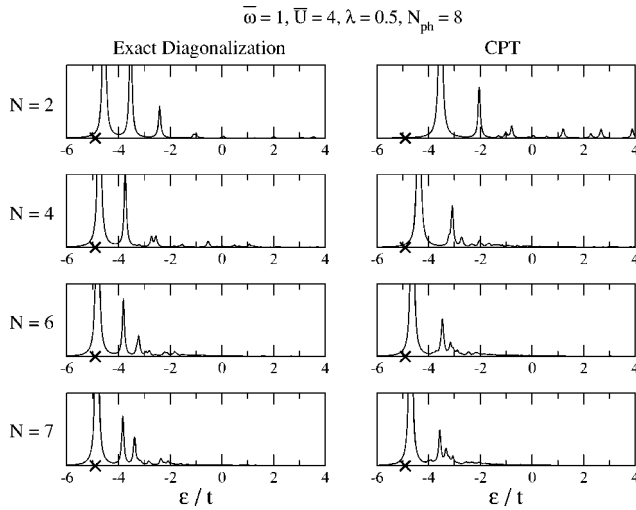 ω̅ = 1, U̅ = 4, λ = 0.5, N_ph = 8
Exact Diagonalization CPT
N = 2
-6 -4 -2 0 2 4 -6 -4 -2 0 2 4
N = 4
-6 -4 -2 0 2 4 -6 -4 -2 0 2 4
N = 6
-6 -4 -2 0 2 4 -6 -4 -2 0 2 4
N = 7
-6 -4 -2 0 2 4 -6 -4 -2 0 2 4
ε / t ε / t